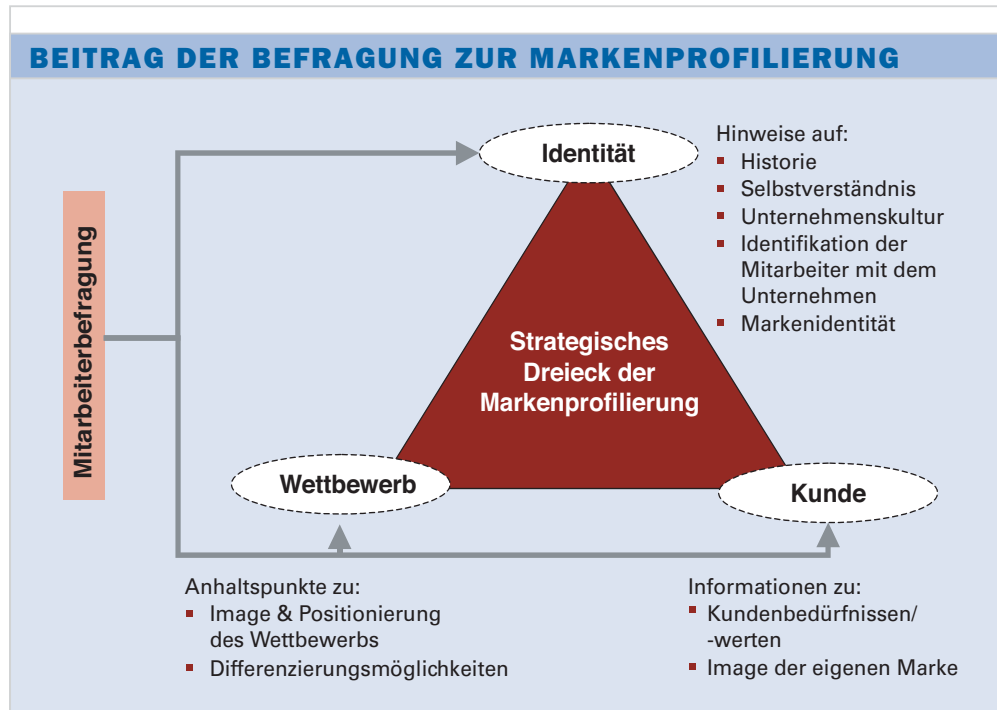 BEITRAG DER BEFRAGUNG ZUR MARKENPROFILIERUNG
Mitarbeiterbefragung
Identität
Hinweise auf:
▪ Historie
▪ Selbstverständnis
▪ Unternehmenskultur
▪ Identifikation der
Mitarbeiter mit dem
Unternehmen
▪ Markenidentität
Strategisches
Dreieck der
Markenprofilierung
Wettbewerb
Kunde
Anhaltspunkte zu:
▪ Image & Positionierung
des Wettbewerbs
▪ Differenzierungsmöglichkeiten
Informationen zu:
▪ Kundenbedürfnissen/
-werten
▪ Image der eigenen Marke